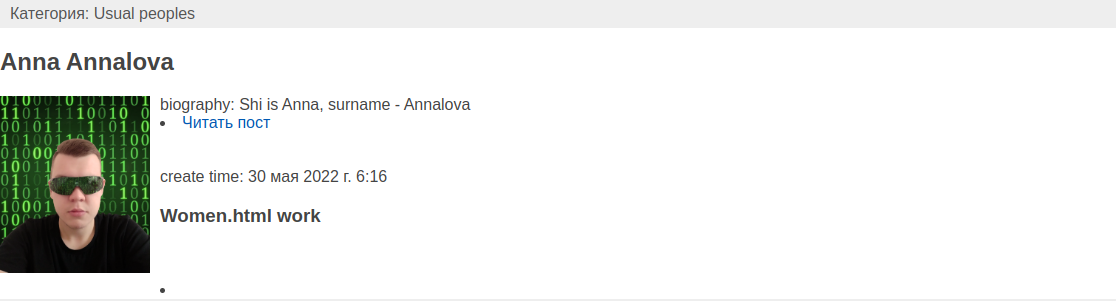 Категория: Usual peoples
Anna Annalova
biography: Shi is Anna, surname - Annalova
Читать пост
create time: 30 мая 2022 г. 6:16
Women.html work